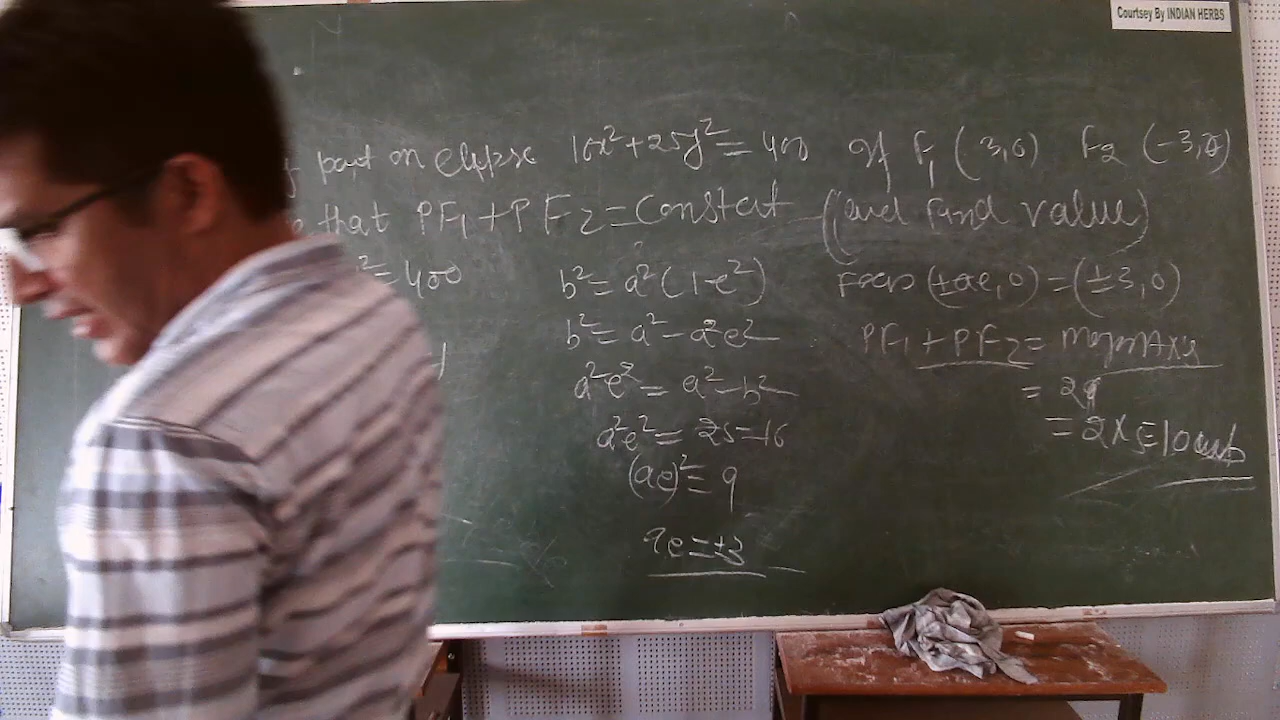 Courtsey By INDIAN HERBS
y point on elipse 16x²+25y²=400 If F₁ (3,0) F₂ (-3,0)
that PF₁+PF₂=Constant (and Find value)
²=400
b²=a²(1-e²)
b²=a²-a²e²
a²e²=a²-b²
a²e²=25-16
(ae)²=9
ae=±3
Focus (±ae,0)=(±3,0)
PF₁+PF₂=Major Axis
=2a
=2×5=10 unit